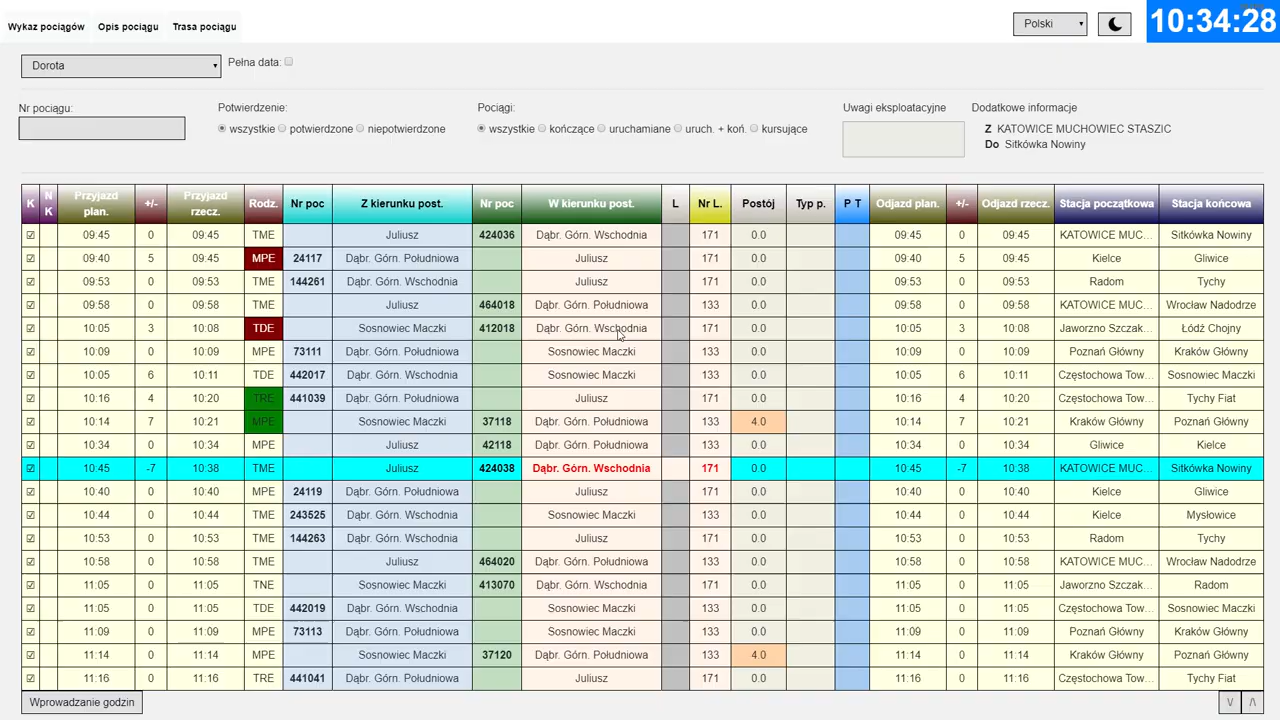 Wykaz pociągów Opis pociągu Trasa pociągu Polski 10:34:28
Dorota Pełna data:
Nr pociągu: Potwierdzenie: Pociągi: Uwagi eksploatacyjne Dodatkowe informacje
wszystkie potwierdzone niepotwierdzone wszystkie kończące uruchamiane uruch. + koń. kursujące Z KATOWICE MUCHOWIEC STASZIC
Do Sitkówka Nowiny
K N K Przyjazd plan. +/- Przyjazd rzecz. Rodz. Nr poc Z kierunku post. Nr poc W kierunku post. L Nr L. Postój Typ p. P T Odjazd plan. +/- Odjazd rzecz. Stacja początkowa Stacja końcowa
09:45 0 09:45 TME Juliusz 424036 Dąbr. Górn. Wschodnia 171 0.0 09:45 0 09:45 KATOWICE MUC... Sitkówka Nowiny
09:40 5 09:45 MPE 24117 Dąbr. Górn. Południowa Juliusz 171 0.0 09:40 5 09:45 Kielce Gliwice
09:53 0 09:53 TME 144261 Dąbr. Górn. Wschodnia Juliusz 171 0.0 09:53 0 09:53 Radom Tychy
09:58 0 09:58 TME Juliusz 464018 Dąbr. Górn. Południowa 133 0.0 09:58 0 09:58 KATOWICE MUC... Wrocław Nadodrze
10:05 3 10:08 TDE Sosnowiec Maczki 412018 Dąbr. Górn. Wschodnia 171 0.0 10:05 3 10:08 Jaworzno Szczak... Łódź Chojny
10:09 0 10:09 MPE 73111 Dąbr. Górn. Południowa Sosnowiec Maczki 133 0.0 10:09 0 10:09 Poznań Główny Kraków Główny
10:05 6 10:11 TDE 442017 Dąbr. Górn. Wschodnia Sosnowiec Maczki 133 0.0 10:05 6 10:11 Częstochowa Tow... Sosnowiec Maczki
10:16 4 10:20 TRE 441039 Dąbr. Górn. Wschodnia Juliusz 171 0.0 10:16 4 10:20 Częstochowa Tow... Tychy Fiat
10:14 7 10:21 MPE Sosnowiec Maczki 37118 Dąbr. Górn. Południowa 133 4.0 10:14 7 10:21 Kraków Główny Poznań Główny
10:34 0 10:34 MPE Juliusz 42118 Dąbr. Górn. Południowa 133 0.0 10:34 0 10:34 Gliwice Kielce
10:45 -7 10:38 TME Juliusz 424038 Dąbr. Górn. Wschodnia 171 0.0 10:45 -7 10:38 KATOWICE MUC... Sitkówka Nowiny
10:40 0 10:40 MPE 24119 Dąbr. Górn. Południowa Juliusz 171 0.0 10:40 0 10:40 Kielce Gliwice
10:44 0 10:44 TME 243525 Dąbr. Górn. Wschodnia Sosnowiec Maczki 133 0.0 10:44 0 10:44 Kielce Mysłowice
10:53 0 10:53 TME 144263 Dąbr. Górn. Wschodnia Juliusz 171 0.0 10:53 0 10:53 Radom Tychy
10:58 0 10:58 TME Juliusz 464020 Dąbr. Górn. Południowa 133 0.0 10:58 0 10:58 KATOWICE MUC... Wrocław Nadodrze
11:05 0 11:05 TNE Sosnowiec Maczki 413070 Dąbr. Górn. Wschodnia 171 0.0 11:05 0 11:05 Jaworzno Szczak... Radom
11:05 0 11:05 TDE 442019 Dąbr. Górn. Wschodnia Sosnowiec Maczki 133 0.0 11:05 0 11:05 Częstochowa Tow... Sosnowiec Maczki
11:09 0 11:09 MPE 73113 Dąbr. Górn. Południowa Sosnowiec Maczki 133 0.0 11:09 0 11:09 Poznań Główny Kraków Główny
11:14 0 11:14 MPE Sosnowiec Maczki 37120 Dąbr. Górn. Południowa 133 4.0 11:14 0 11:14 Kraków Główny Poznań Główny
11:16 0 11:16 TRE 441041 Dąbr. Górn. Wschodnia Juliusz 171 0.0 11:16 0 11:16 Częstochowa Tow... Tychy Fiat
Wprowadzanie godzin